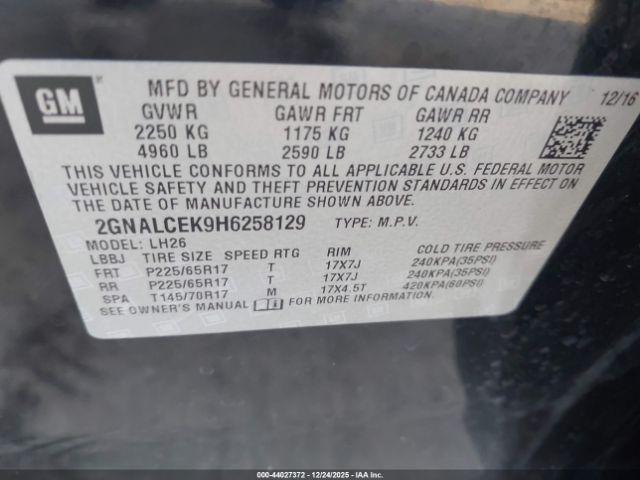 GM MFD BY GENERAL MOTORS OF CANADA COMPANY 12/16
GVWR GAWR FRT GAWR RR
2250 KG 1175 KG 1240 KG
4960 LB 2590 LB 2733 LB
THIS VEHICLE CONFORMS TO ALL APPLICABLE U.S. FEDERAL MOTOR
VEHICLE SAFETY AND THEFT PREVENTION STANDARDS IN EFFECT ON
THE DATE OF MANUFACTURE SHOWN ABOVE.
2GNALCEK9H6258129 TYPE: M.P.V.
MODEL: LH26
LBBJ TIRE SIZE SPEED RTG RIM COLD TIRE PRESSURE
FRT P225/65R17 T 17X7J 240KPA(35PSI)
RR P225/65R17 T 17X7J 240KPA(35PSI)
SPA T145/70R17 M 17X4.5T 420KPA(60PSI)
SEE OWNER'S MANUAL FOR MORE INFORMATION.
000-44027372 - 12/24/2025 - IAAI.COM